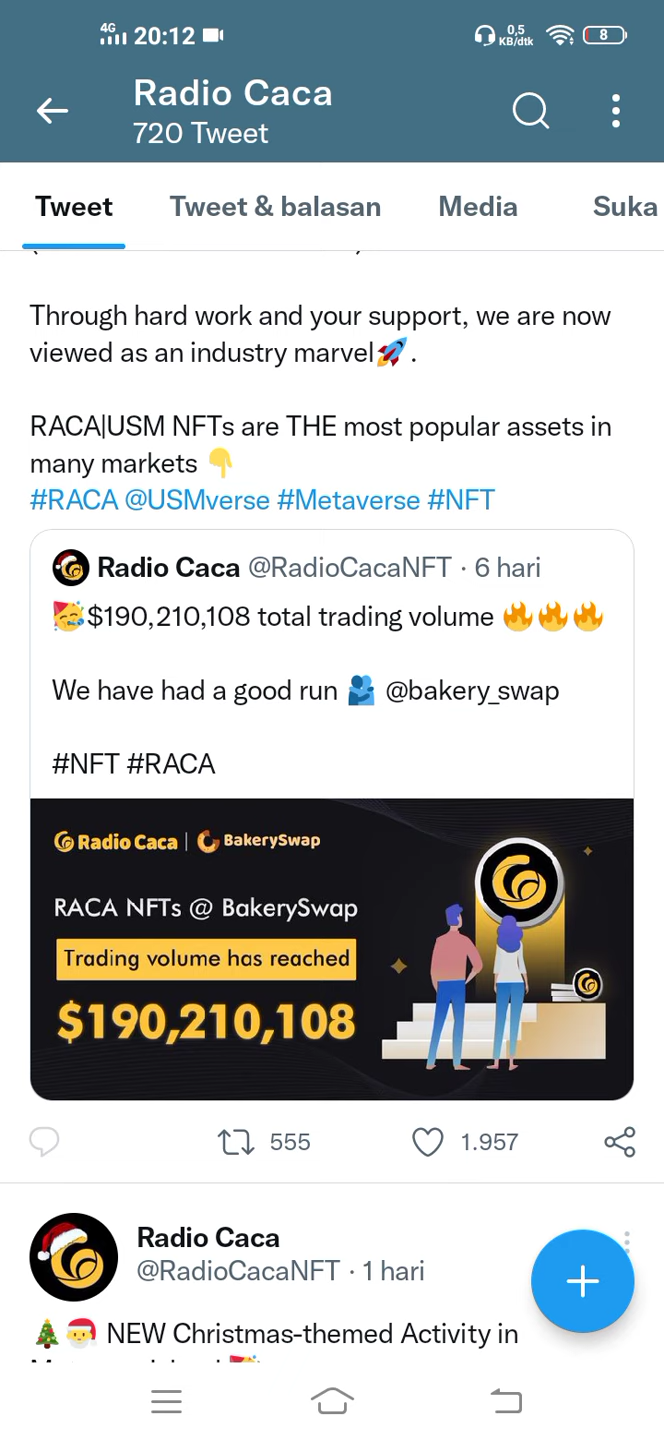 4G 20:12 0,5 KB/dtk 8
Radio Caca
720 Tweet
Tweet Tweet & balasan Media Suka
Through hard work and your support, we are now
viewed as an industry marvel🚀.
RACA|USM NFTs are THE most popular assets in
many markets 👇
#RACA @USMverse #Metaverse #NFT
Radio Caca @RadioCacaNFT · 6 hari
🥳$190,210,108 total trading volume 🔥🔥🔥
We have had a good run 🫂 @bakery_swap
#NFT #RACA
Radio Caca | BakerySwap
RACA NFTs @ BakerySwap
Trading volume has reached
$190,210,108
555 1.957
Radio Caca
@RadioCacaNFT · 1 hari
🎄🎅 NEW Christmas-themed Activity in